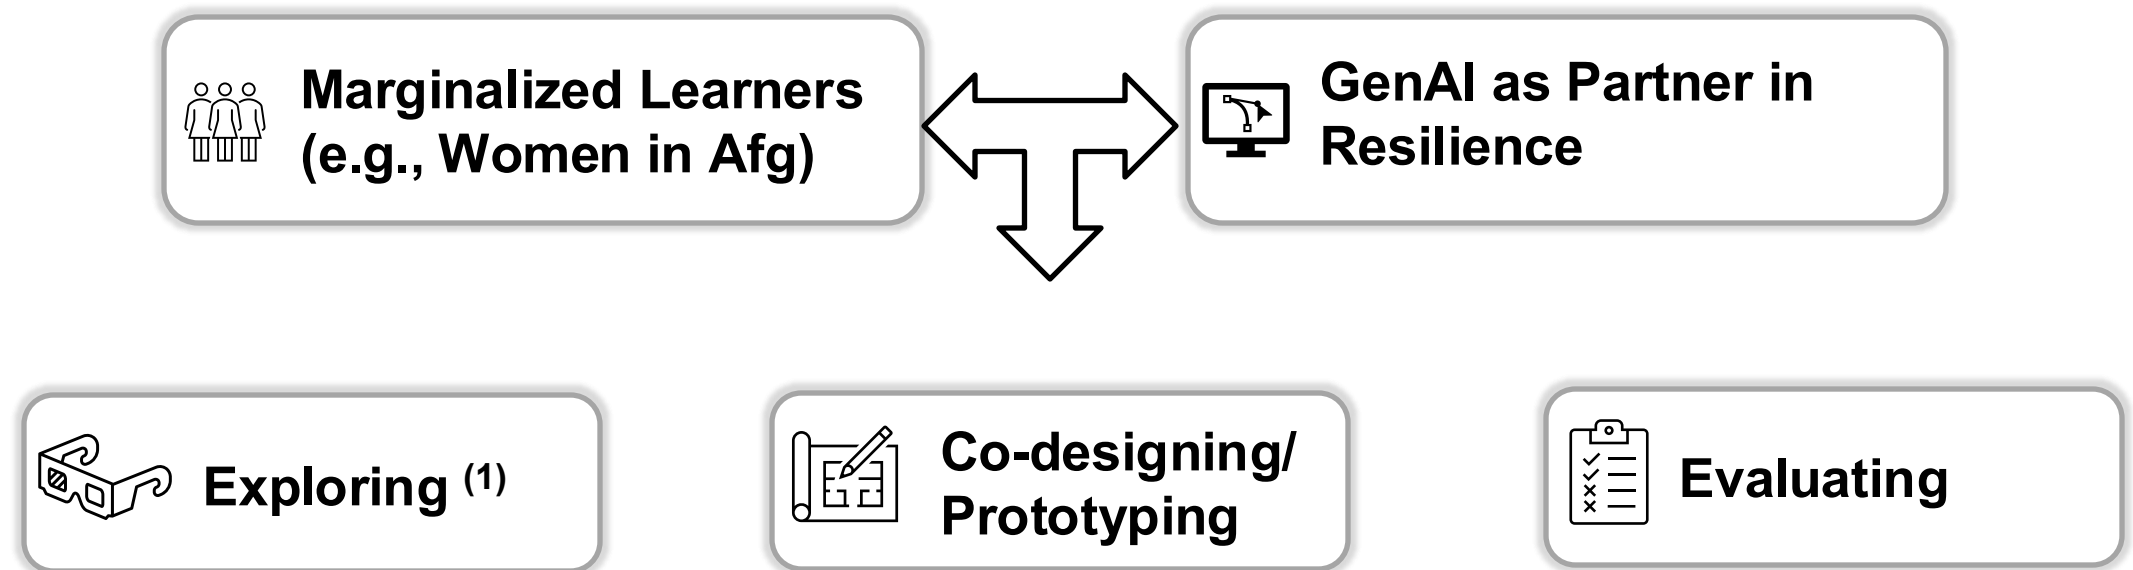 Marginalized Learners
(e.g., Women in Afg)
GenAI as Partner in
Resilience
Exploring (1)
Co-designing/
Prototyping
Evaluating